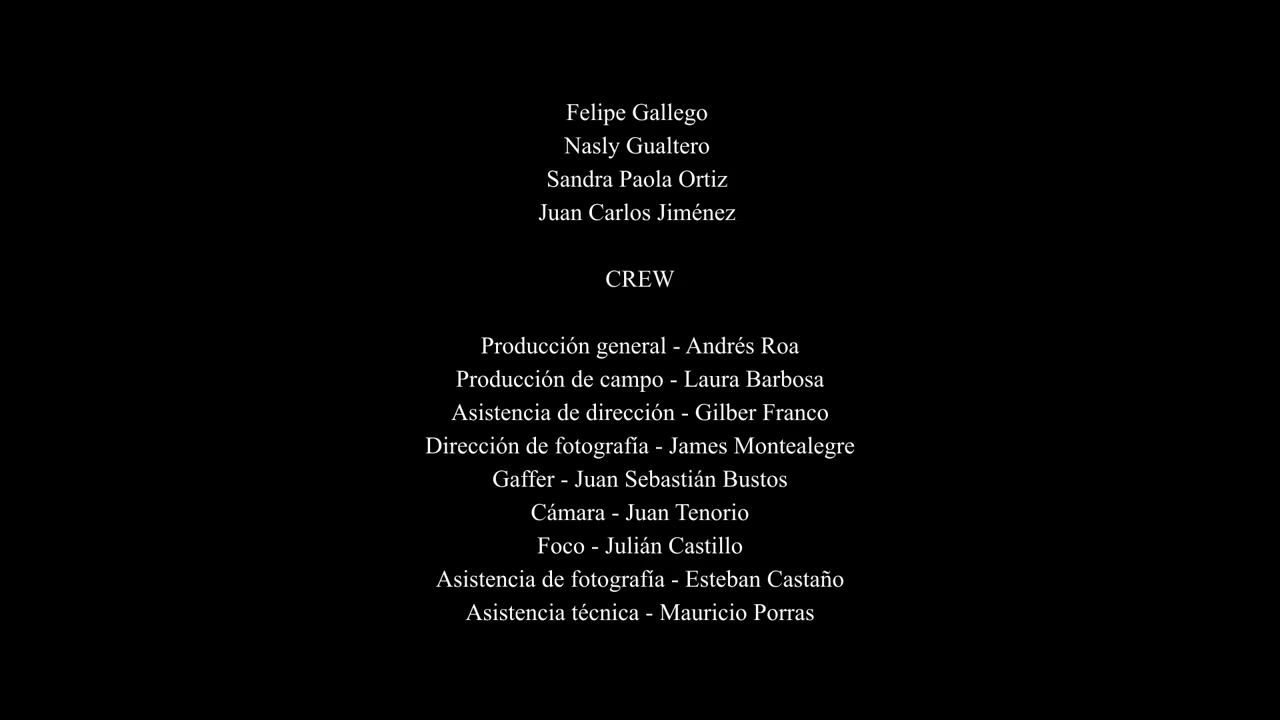 Felipe Gallego
Nasly Gualtero
Sandra Paola Ortiz
Juan Carlos Jiménez
CREW
Producción general - Andrés Roa
Producción de campo - Laura Barbosa
Asistencia de dirección - Gilber Franco
Dirección de fotografía - James Montealegre
Gaffer - Juan Sebastián Bustos
Cámara - Juan Tenorio
Foco - Julián Castillo
Asistencia de fotografía - Esteban Castaño
Asistencia técnica - Mauricio Porras